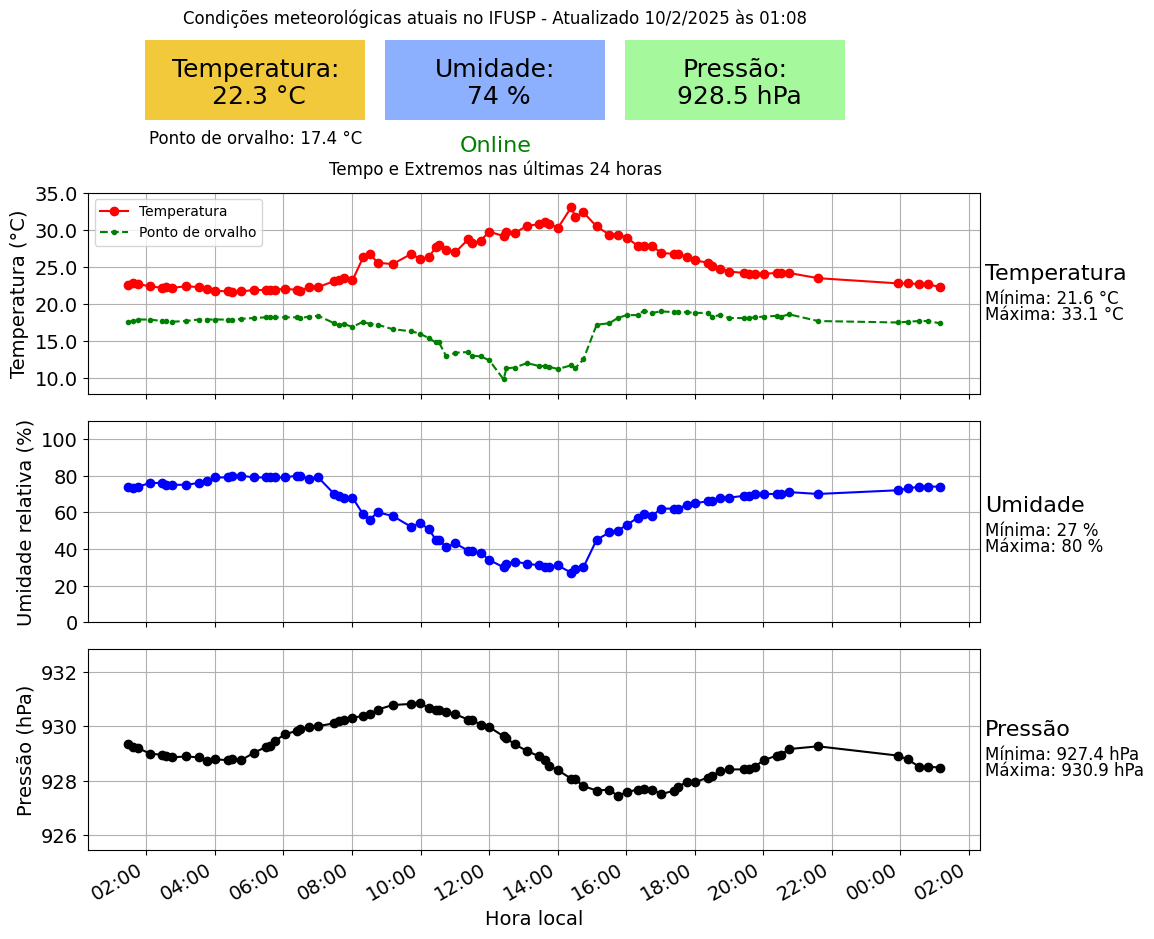 Condições meteorológicas atuais no IFUSP - Atualizado 10/2/2025 às 01:08
Temperatura:
22.3 °C
Umidade:
74 %
Pressão:
928.5 hPa
Ponto de orvalho: 17.4 °C
Online
Tempo e Extremos nas últimas 24 horas
Temperatura (°C)
35.0
30.0
25.0
20.0
15.0
10.0
Temperatura
Ponto de orvalho
Temperatura
Mínima: 21.6 °C
Máxima: 33.1 °C
Umidade relativa (%)
100
80
60
40
20
0
Umidade
Mínima: 27 %
Máxima: 80 %
Pressão (hPa)
932
930
928
926
Pressão
Mínima: 927.4 hPa
Máxima: 930.9 hPa
02:00 04:00 06:00 08:00 10:00 12:00 14:00 16:00 18:00 20:00 22:00 00:00 02:00
Hora local